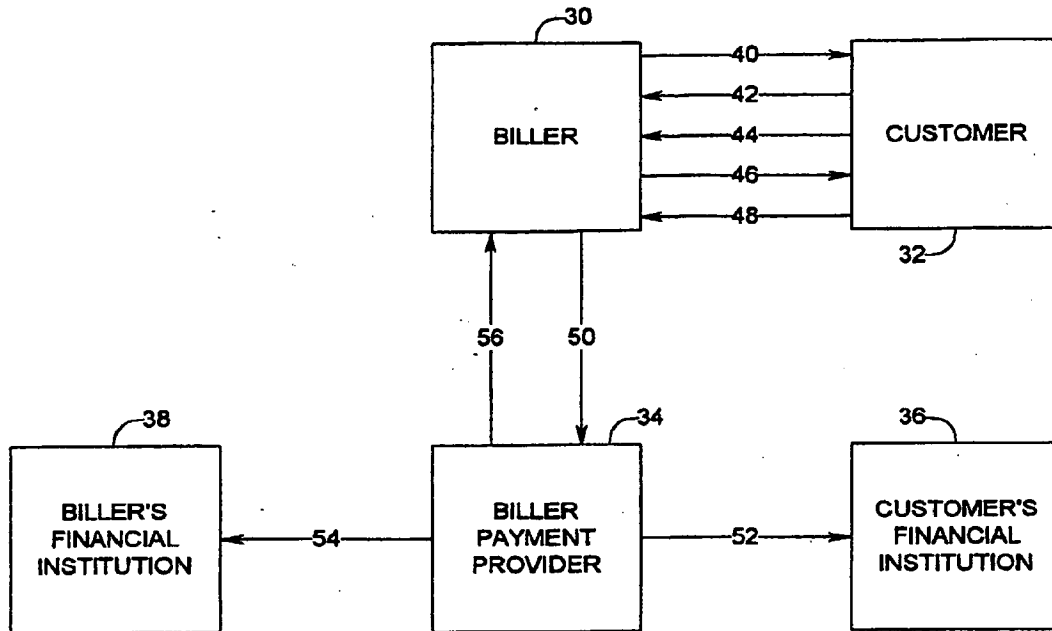 30
40
42
BILLER
44
CUSTOMER
46
48
32
56
50
38
34
36
BILLER'S
FINANCIAL
INSTITUTION
54
BILLER
PAYMENT
PROVIDER
52
CUSTOMER'S
FINANCIAL
INSTITUTION